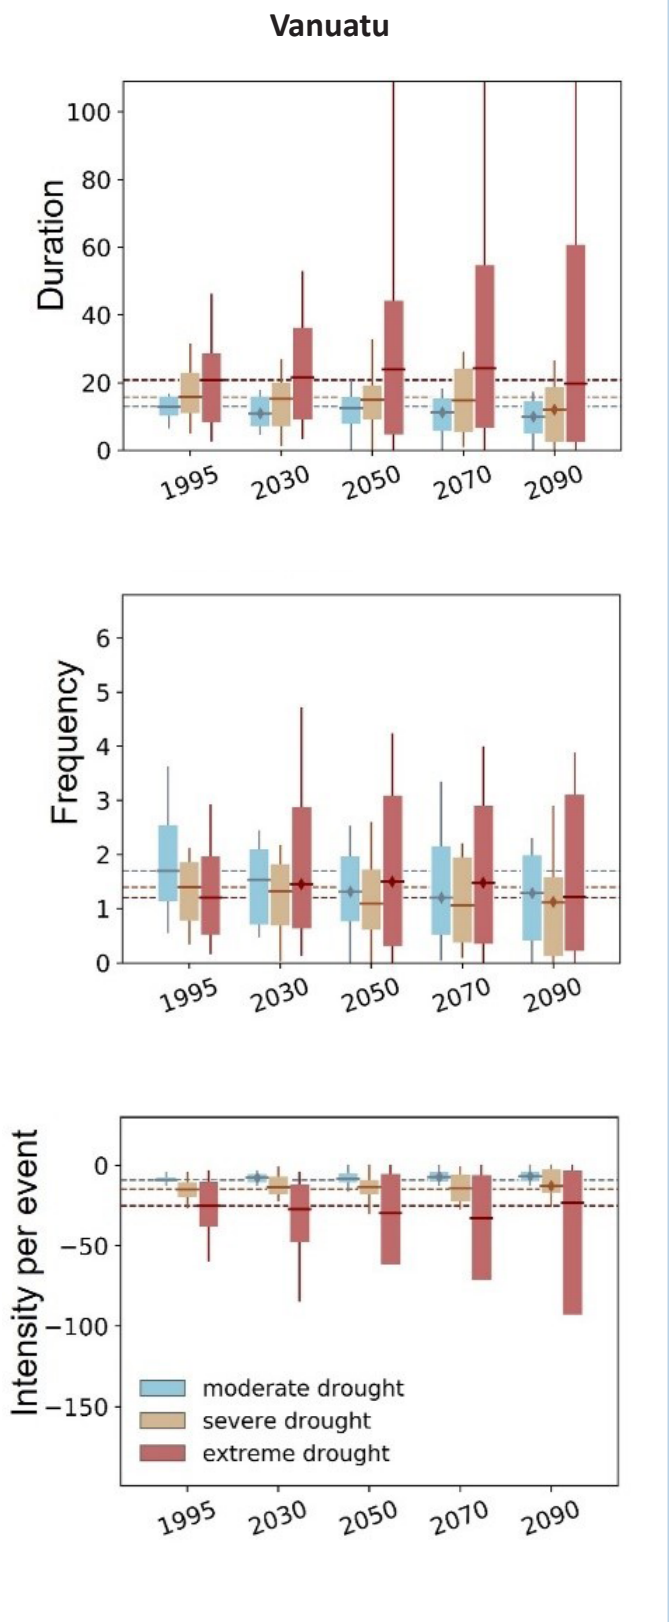 Vanuatu
Duration
100
80
60
40
20
0
1995 2030 2050 2070 2090
Frequency
6
5
4
3
2
1
0
1995 2030 2050 2070 2090
Intensity per event
0
−50
−100
−150
moderate drought
severe drought
extreme drought
1995 2030 2050 2070 2090